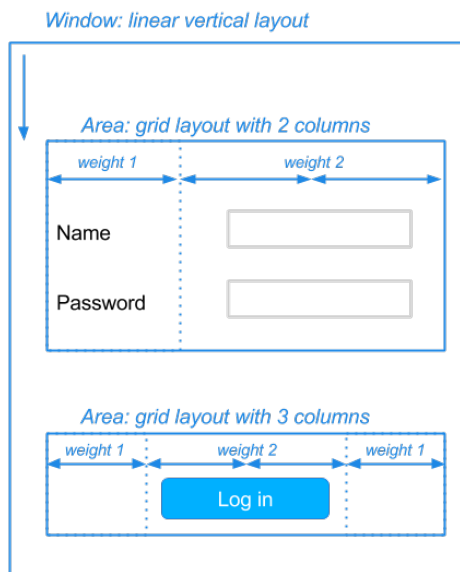 Window: linear vertical layout
Area: grid layout with 2 columns
weight 1 weight 2
Name
Password
Area: grid layout with 3 columns
weight 1 weight 2 weight 1
Log in